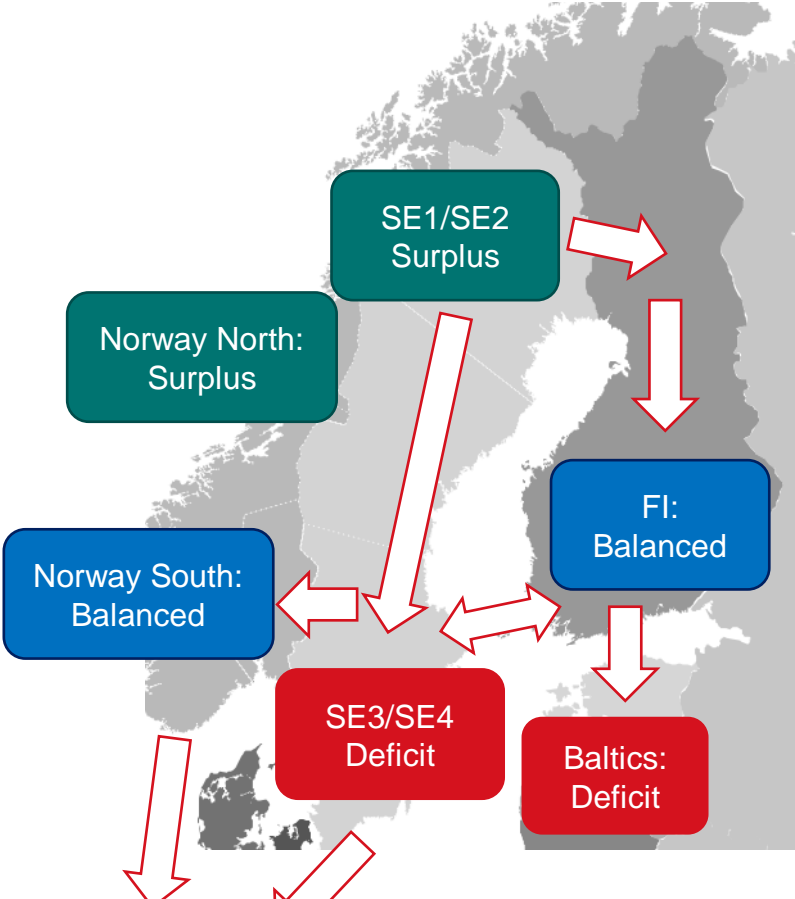 SE1/SE2
Surplus
Norway North:
Surplus
FI:
Balanced
Norway South:
Balanced
SE3/SE4
Deficit
Baltics:
Deficit